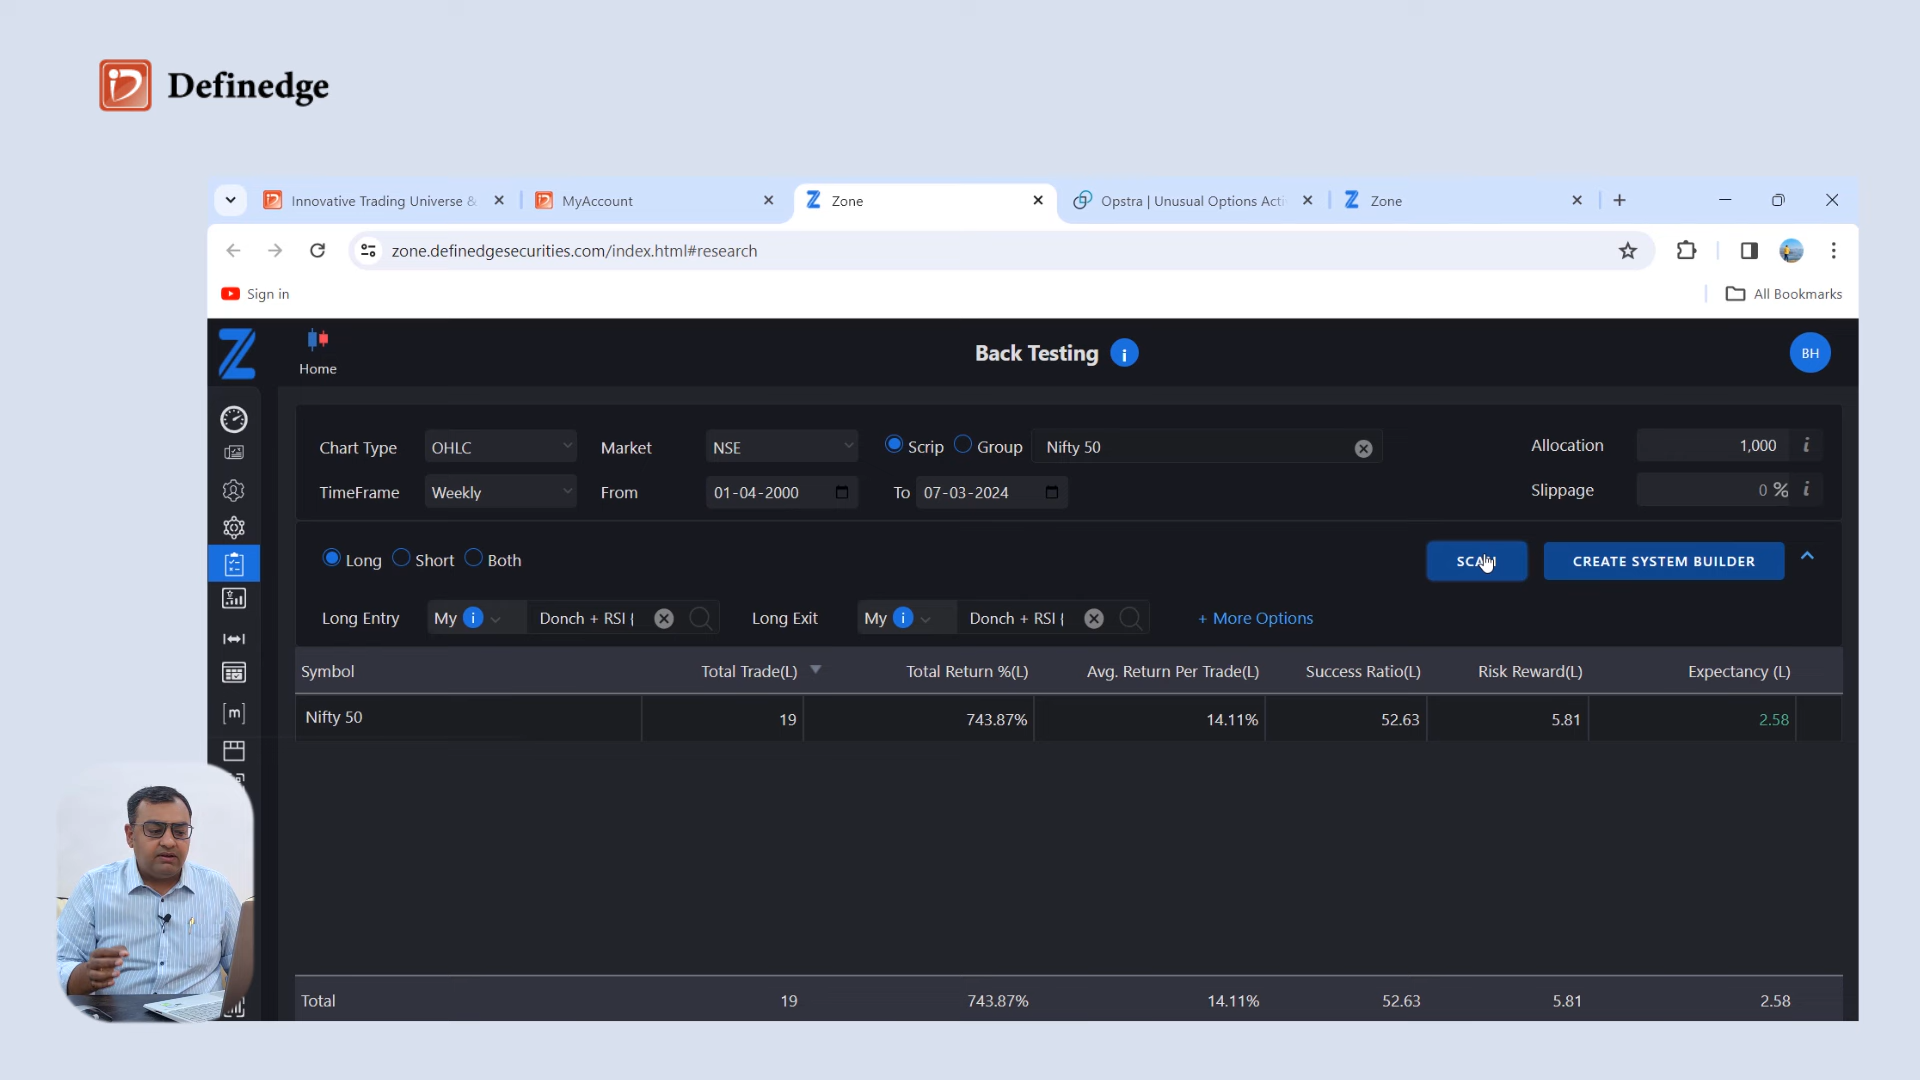 Definedge
Innovative Trading Universe &
MyAccount
Zone
Opstra | Unusual Options Acti
Zone
zone.definedgesecurities.com/index.html#research
Sign in
All Bookmarks
Home
Back Testing
BH
Chart Type OHLC Market NSE Scrip Group Nifty 50 Allocation 1,000
TimeFrame Weekly From 01-04-2000 To 07-03-2024 Slippage 0 %
Long Short Both SCAN CREATE SYSTEM BUILDER
Long Entry My Donch + RSI ( Long Exit My Donch + RSI ( + More Options
Symbol Total Trade(L) Total Return %(L) Avg. Return Per Trade(L) Success Ratio(L) Risk Reward(L) Expectancy (L)
Nifty 50 19 743.87% 14.11% 52.63 5.81 2.58
Total 19 743.87% 14.11% 52.63 5.81 2.58
[m]